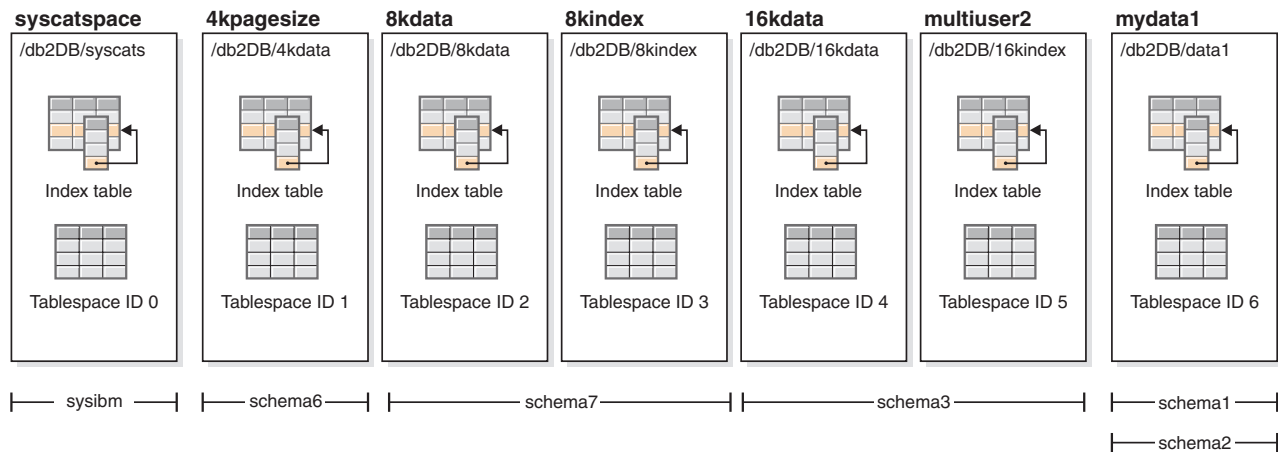 syscatspace
4kpagesize
8kdata
8kindex
16kdata
multiuser2
mydata1
/db2DB/syscats
/db2DB/4kdata
/db2DB/8kdata
/db2DB/8kindex
/db2DB/16kdata
/db2DB/16kindex
/db2DB/data1
Index table
Index table
Index table
Index table
Index table
Index table
Index table
Tablespace ID 0
Tablespace ID 1
Tablespace ID 2
Tablespace ID 3
Tablespace ID 4
Tablespace ID 5
Tablespace ID 6
sysibm
schema6
schema7
schema3
schema1
schema2